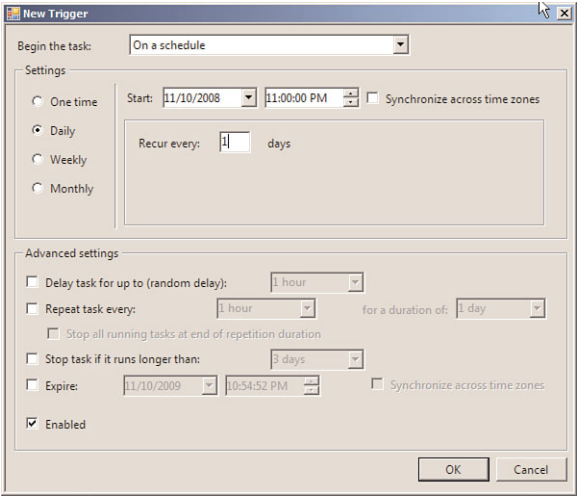 New Trigger
Begin the task: On a schedule
Settings
One time
Start: 11/10/2008 11:00:00 PM Synchronize across time zones
Daily
Recur every: 1 days
Weekly
Monthly
Advanced settings
Delay task for up to (random delay): 1 hour
Repeat task every: 1 hour for a duration of: 1 day
Stop all running tasks at end of repetition duration
Stop task if it runs longer than: 3 days
Expire: 11/10/2009 10:54:52 PM Synchronize across time zones
Enabled
OK Cancel